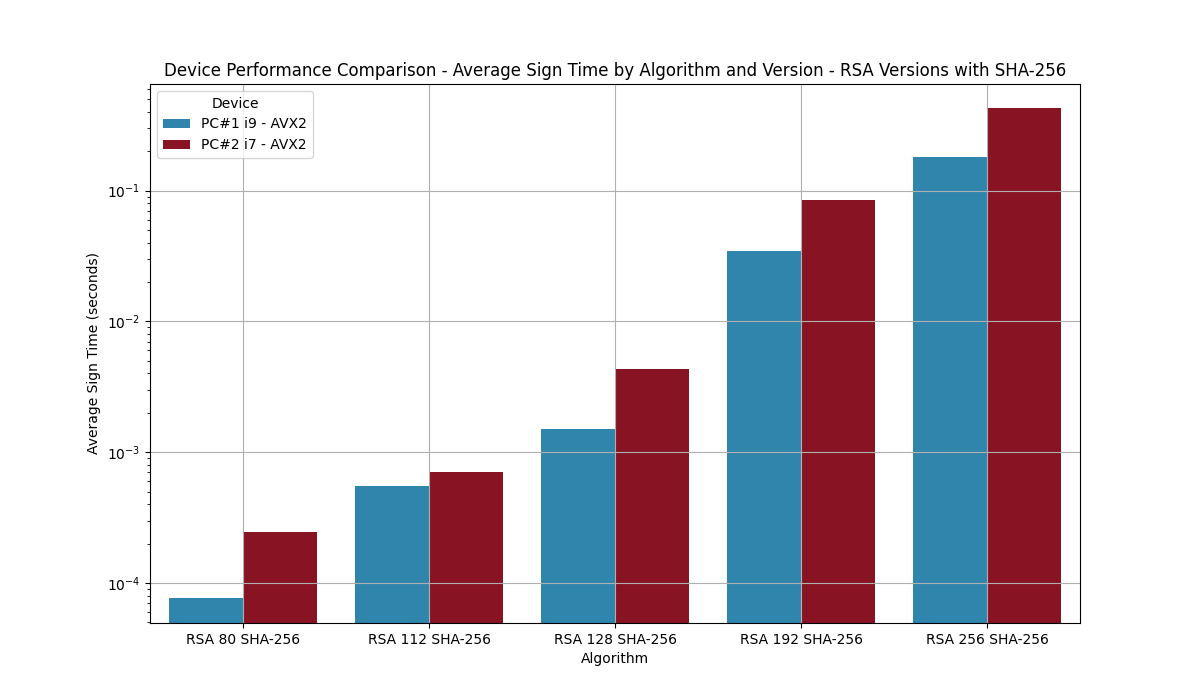 Device Performance Comparison - Average Sign Time by Algorithm and Version - RSA Versions with SHA-256
Device
PC#1 i9 - AVX2
PC#2 i7 - AVX2
Average Sign Time (seconds)
10⁻¹
10⁻²
10⁻³
10⁻⁴
RSA 80 SHA-256
RSA 112 SHA-256
RSA 128 SHA-256
RSA 192 SHA-256
RSA 256 SHA-256
Algorithm